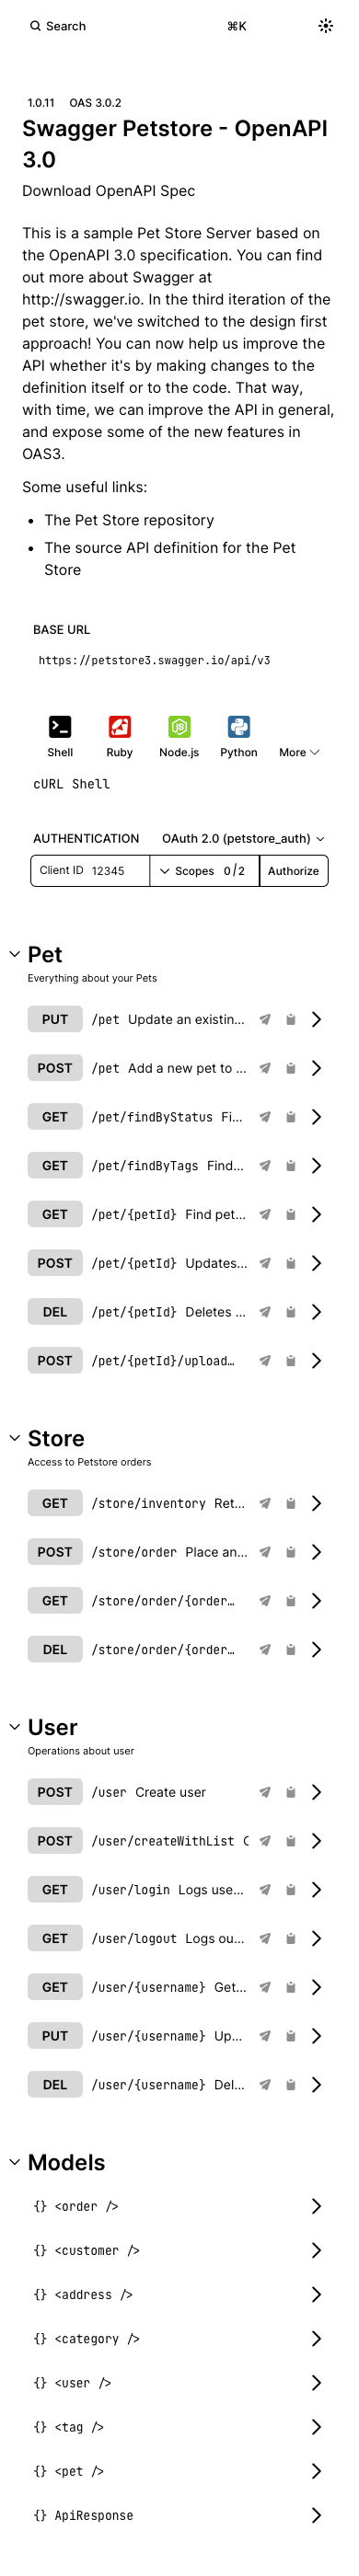 Search ⌘K
1.0.11 OAS 3.0.2
Swagger Petstore - OpenAPI
3.0
Download OpenAPI Spec
This is a sample Pet Store Server based on
the OpenAPI 3.0 specification. You can find
out more about Swagger at
http://swagger.io. In the third iteration of the
pet store, we've switched to the design first
approach! You can now help us improve the
API whether it's by making changes to the
definition itself or to the code. That way,
with time, we can improve the API in general,
and expose some of the new features in
OAS3.
Some useful links:
• The Pet Store repository
• The source API definition for the Pet
Store
BASE URL
https://petstore3.swagger.io/api/v3
Shell Ruby Node.js Python More
cURL Shell
AUTHENTICATION OAuth 2.0 (petstore_auth)
Client ID 12345 Scopes 0/2 Authorize
Pet
Everything about your Pets
PUT /pet Update an existin...
POST /pet Add a new pet to ...
GET /pet/findByStatus Fi...
GET /pet/findByTags Find...
GET /pet/{petId} Find pet...
POST /pet/{petId} Updates...
DEL /pet/{petId} Deletes ...
POST /pet/{petId}/upload…
Store
Access to Petstore orders
GET /store/inventory Ret...
POST /store/order Place an...
GET /store/order/{order…
DEL /store/order/{order…
User
Operations about user
POST /user Create user
POST /user/createWithList
GET /user/login Logs use...
GET /user/logout Logs ou...
GET /user/{username} Get...
PUT /user/{username} Up...
DEL /user/{username} Del...
Models
{} <order />
{} <customer />
{} <address />
{} <category />
{} <user />
{} <tag />
{} <pet />
{} ApiResponse